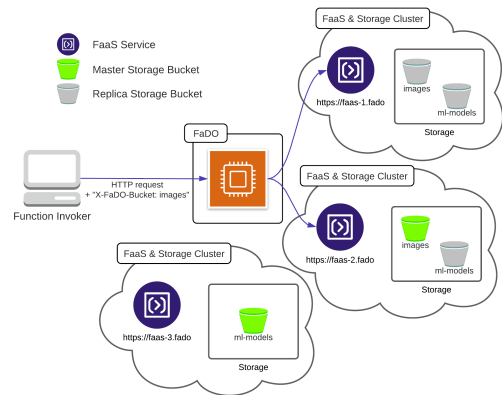 FaaS Service
Master Storage Bucket
Replica Storage Bucket
FaaS & Storage Cluster
https://faas-1.fado
images
ml-models
Storage
FaDO
HTTP request
+ "X-FaDO-Bucket: images"
Function Invoker
FaaS & Storage Cluster
https://faas-2.fado
images
ml-models
Storage
FaaS & Storage Cluster
https://faas-3.fado
ml-models
Storage